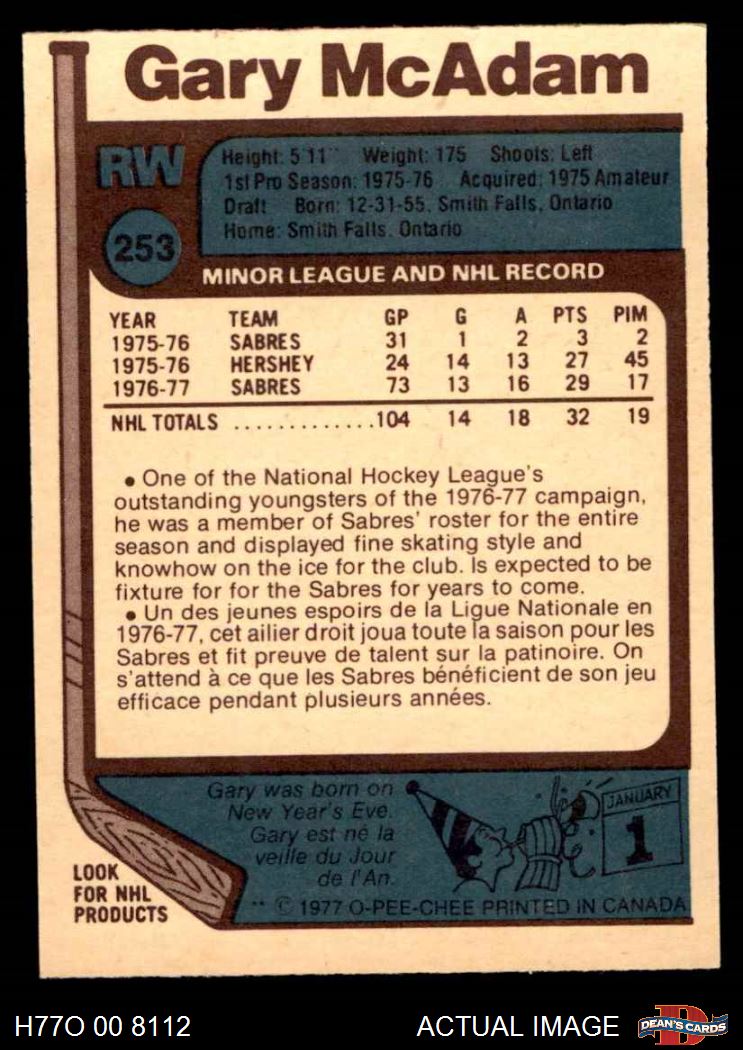 Gary McAdam
RW
Height: 5'11" Weight: 175 Shoots: Left
1st Pro Season: 1975-76 Acquired: 1975 Amateur
Draft Born: 12-31-55, Smith Falls, Ontario
Home: Smith Falls, Ontario
253
MINOR LEAGUE AND NHL RECORD
YEAR TEAM GP G A PTS PIM
1975-76 SABRES 31 1 2 3 2
1975-76 HERSHEY 24 14 13 27 45
1976-77 SABRES 73 13 16 29 17
NHL TOTALS .............104 14 18 32 19
• One of the National Hockey League's
outstanding youngsters of the 1976-77 campaign,
he was a member of Sabres' roster for the entire
season and displayed fine skating style and
knowhow on the ice for the club. Is expected to be
fixture for for the Sabres for years to come.
• Un des jeunes espoirs de la Ligue Nationale en
1976-77, cet ailier droit joua toute la saison pour les
Sabres et fit preuve de talent sur la patinoire. On
s'attend à ce que les Sabres bénéficient de son jeu
efficace pendant plusieurs années.
Gary was born on
New Year's Eve.
Gary est né la
veille du Jour
de l'An.
JANUARY
1
LOOK
FOR NHL
PRODUCTS
** © 1977 O-PEE-CHEE PRINTED IN CANADA
H77O 00 8112
ACTUAL IMAGE
D
DEAN'S CARDS